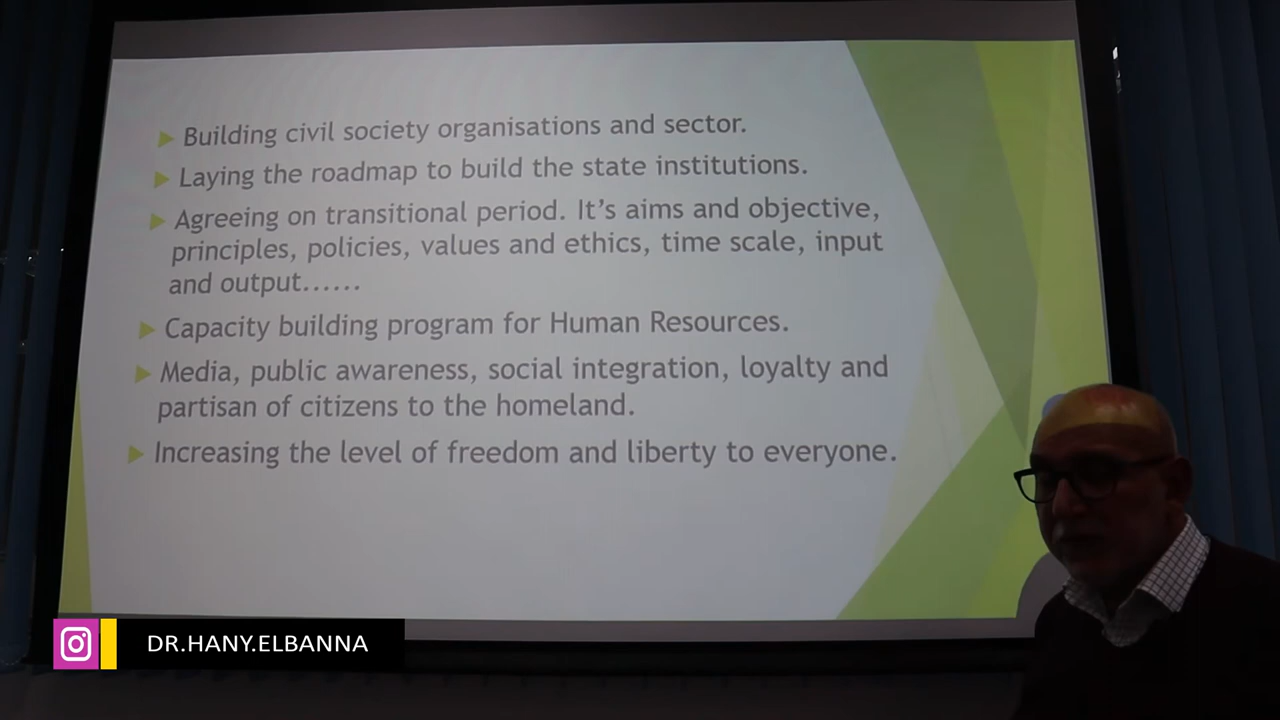 Building civil society organisations and sector.
Laying the roadmap to build the state institutions.
Agreeing on transitional period. It's aims and objective,
principles, policies, values and ethics, time scale, input
and output......
Capacity building program for Human Resources.
Media, public awareness, social integration, loyalty and
partisan of citizens to the homeland.
Increasing the level of freedom and liberty to everyone.
DR.HANY.ELBANNA